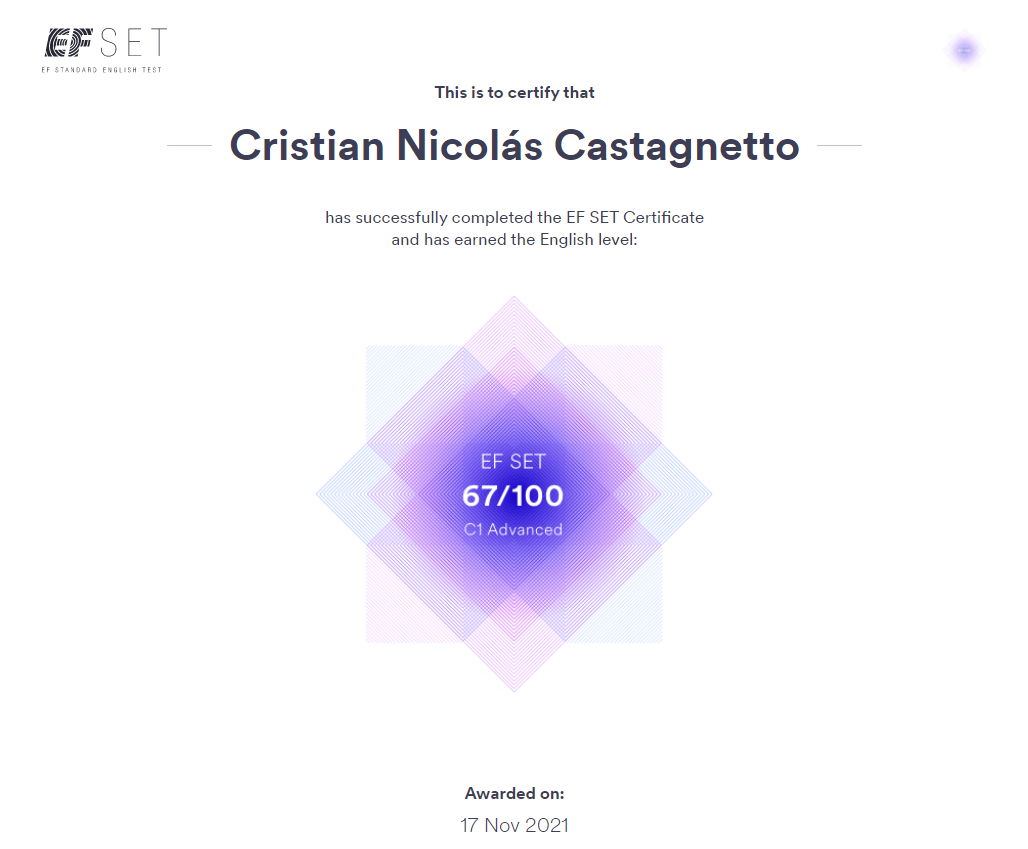 EF SET
EF STANDARD ENGLISH TEST
This is to certify that
Cristian Nicolás Castagnetto
has successfully completed the EF SET Certificate
and has earned the English level:
EF SET
67/100
C1 Advanced
Awarded on:
17 Nov 2021